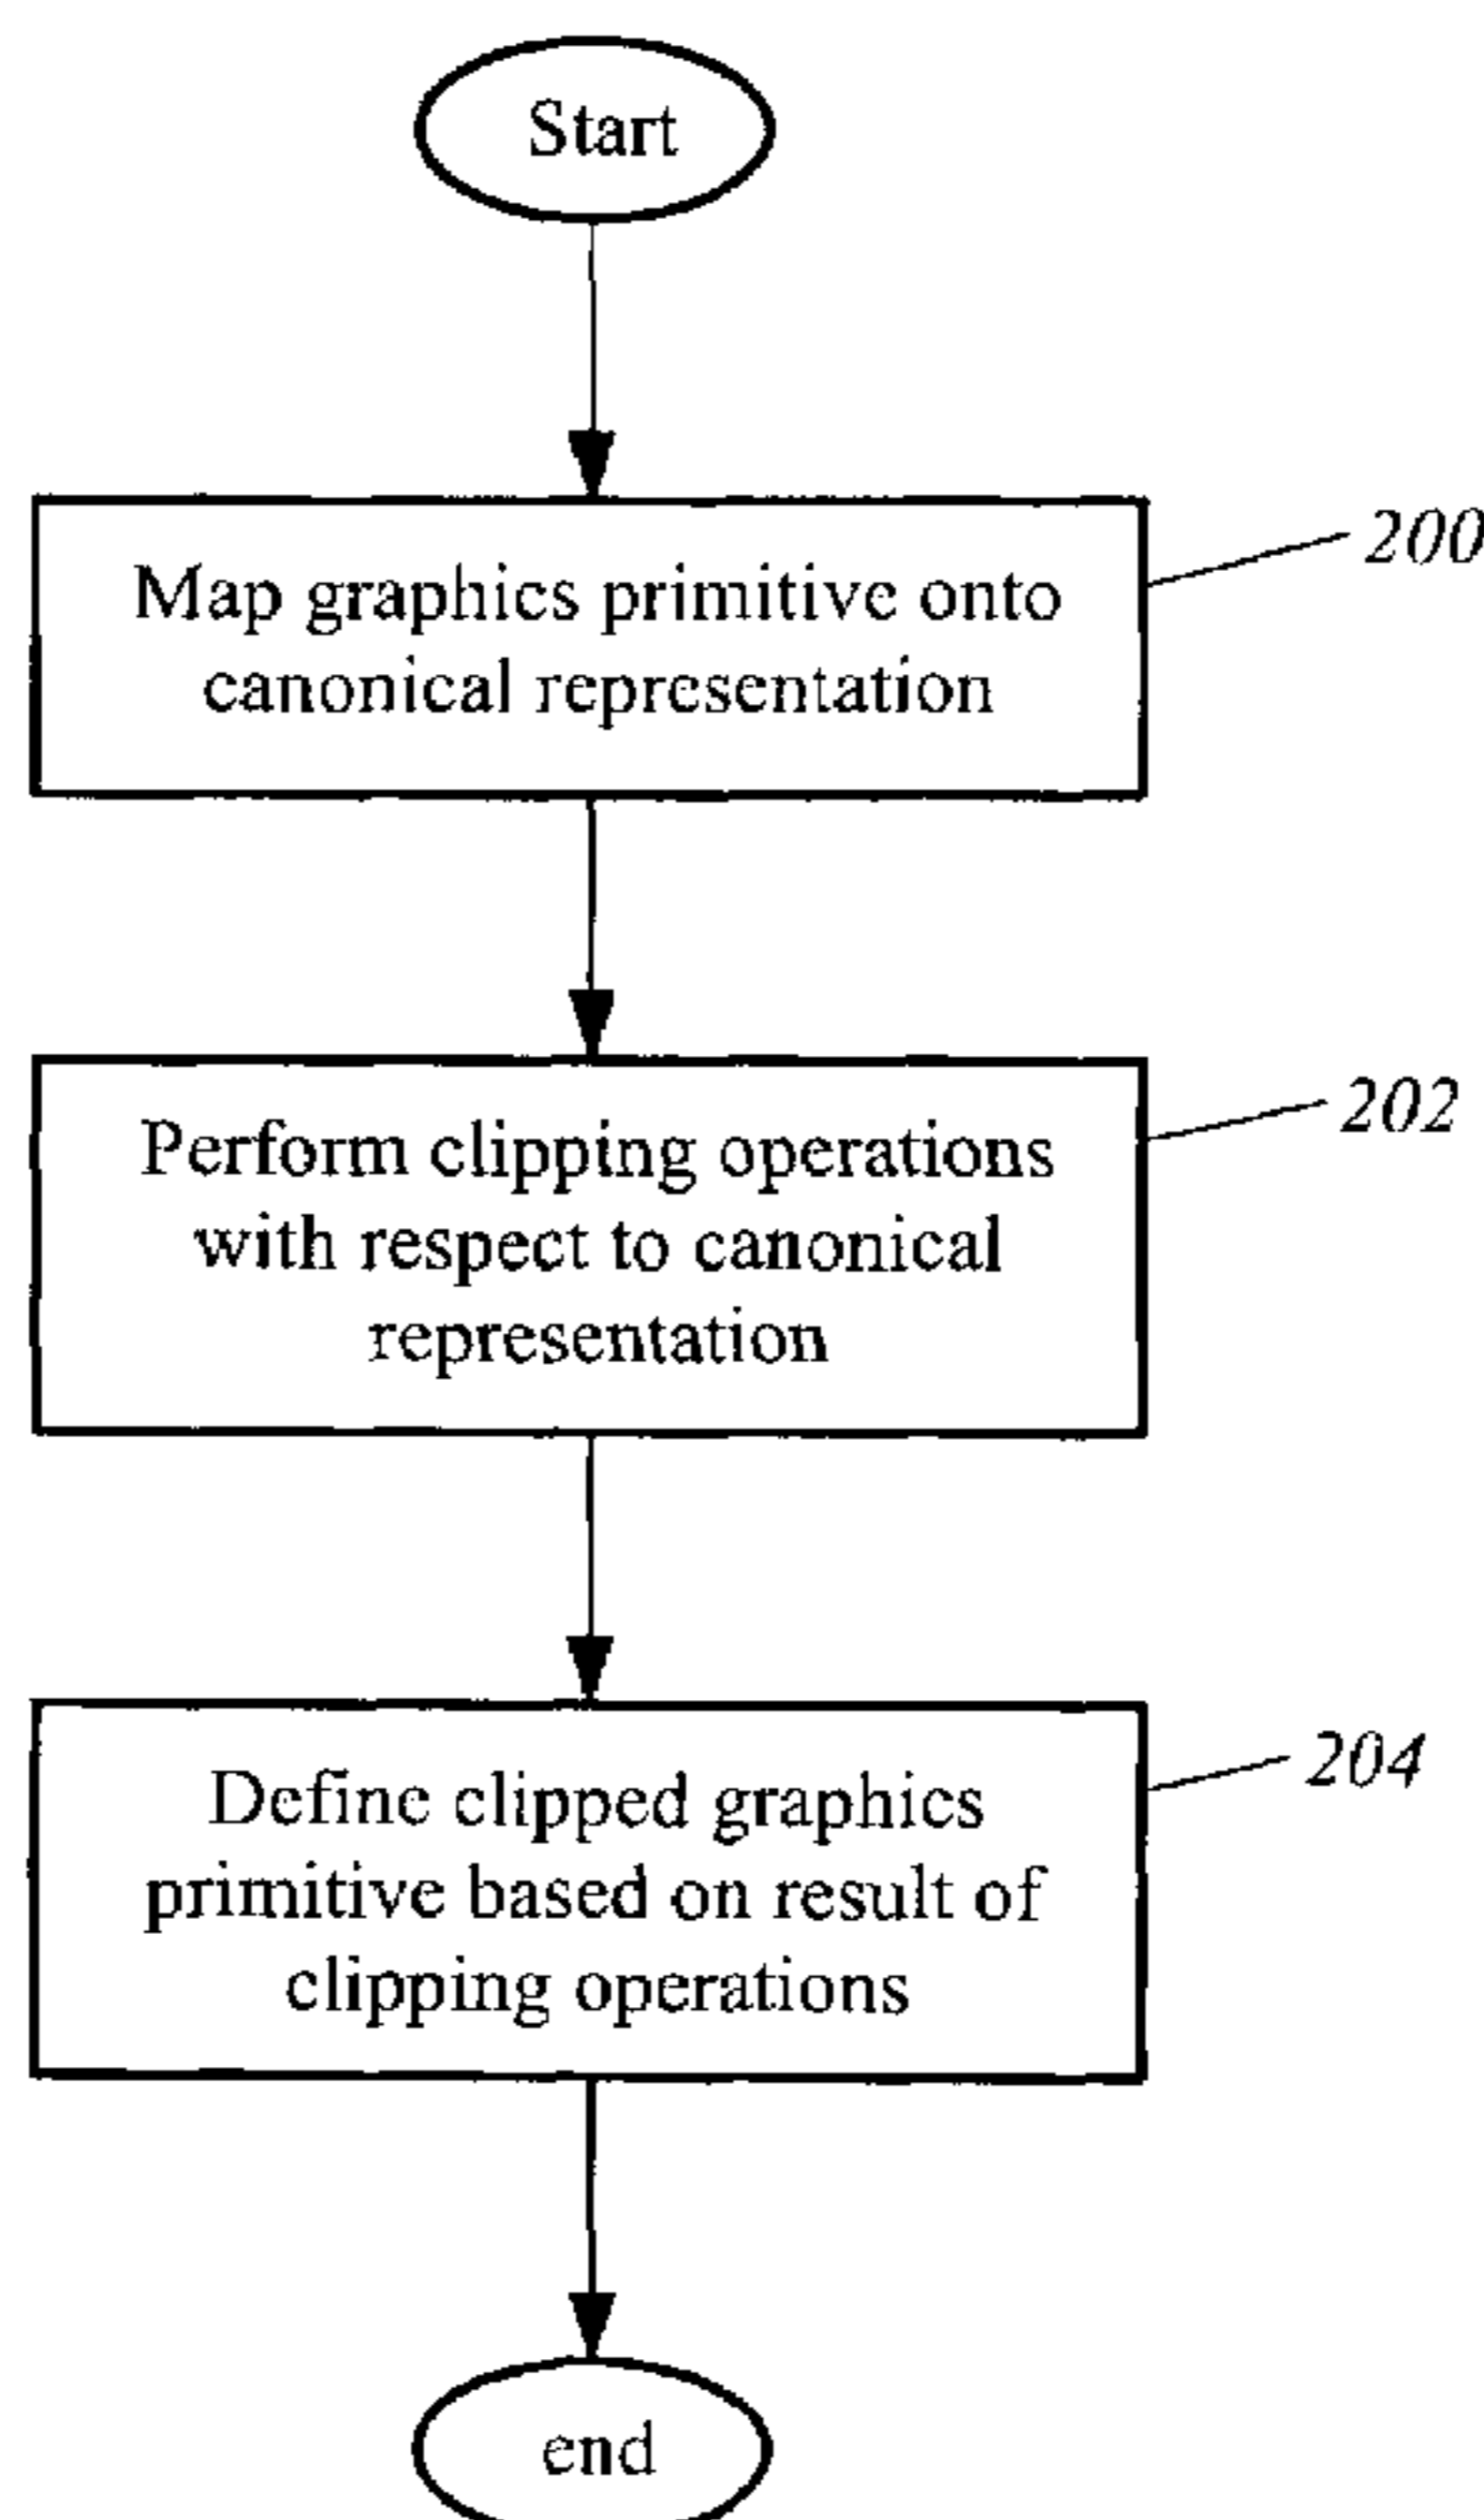 Start
Map graphics primitive onto
canonical representation
200
Perform clipping operations
with respect to canonical
representation
202
Define clipped graphics
primitive based on result of
clipping operations
204
end